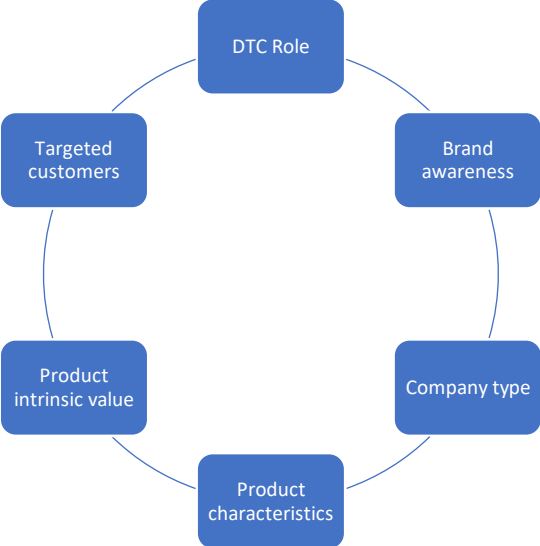 DTC Role
Brand
awareness
Company type
Product
characteristics
Product
intrinsic value
Targeted
customers